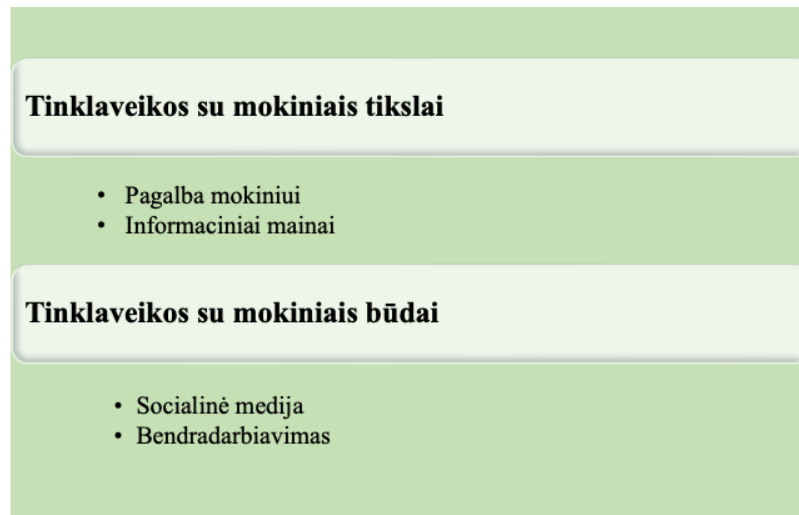 Tinklaveikos su mokiniais tikslai
• Pagalba mokiniui
• Informaciniai mainai
Tinklaveikos su mokiniais būdai
• Socialinė medija
• Bendradarbiavimas